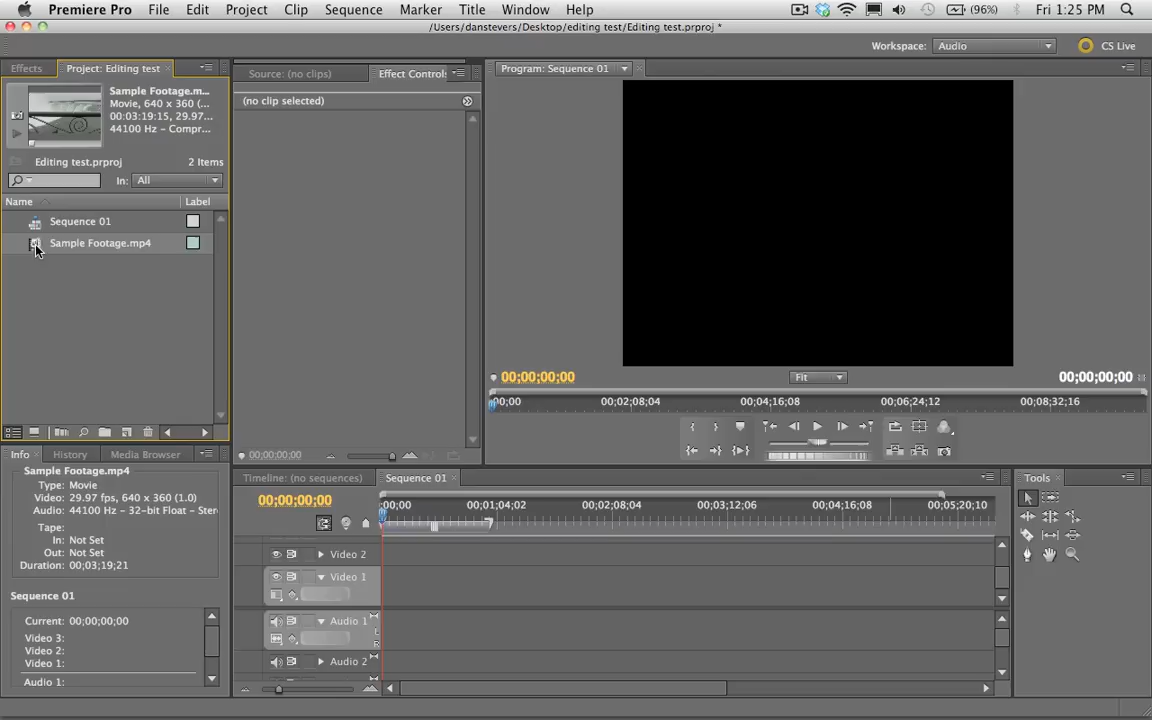 Premiere Pro File Edit Project Clip Sequence Marker Title Window Help (96%) Fri 1:25 PM
/Users/danstevers/Desktop/editing test/Editing test.prproj *
Workspace: Audio CS Live
Effects Project: Editing test
Sample Footage.m...
Movie, 640 x 360 (...
00:03:19:15, 29.97...
44100 Hz – Compr...
Editing test.prproj 2 Items
In: All
Name Label
Sequence 01
Sample Footage.mp4
Source: (no clips) Effect Controls
(no clip selected)
00;00;00;00
Program: Sequence 01
00;00;00;00 Fit 00;00;00;00
00;00 00;02;08;04 00;04;16;08 00;06;24;12 00;08;32;16
Info History Media Browser
Sample Footage.mp4
Type: Movie
Video: 29.97 fps, 640 x 360 (1.0)
Audio: 44100 Hz – 32-bit Float – Ster
Tape:
In: Not Set
Out: Not Set
Duration: 00;03;19;21
Sequence 01
Current: 00;00;00;00
Video 3:
Video 2:
Video 1:
Audio 1:
Timeline: (no sequences) Sequence 01
00;00;00;00
;00;00 00;01;04;02 00;02;08;04 00;03;12;06 00;04;16;08 00;05;20;10
Video 2
Video 1
Audio 1
L
R
Audio 2
Tools